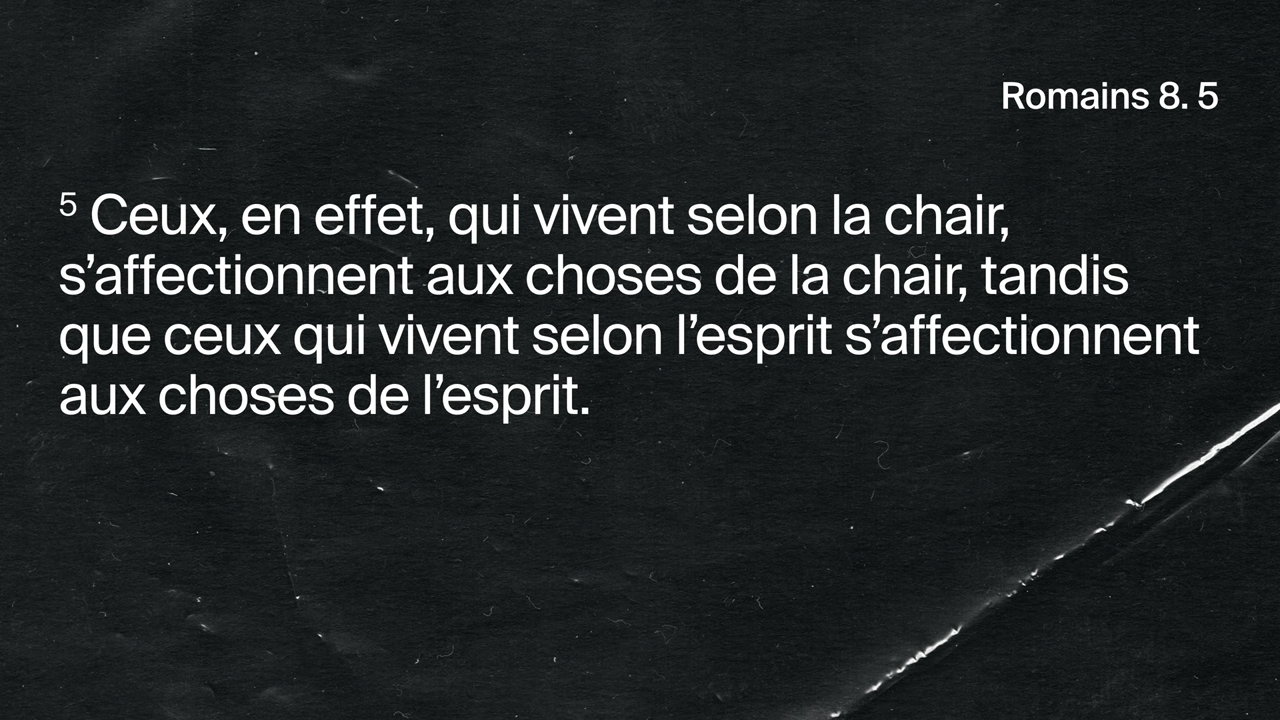 Romains 8. 5
⁵ Ceux, en effet, qui vivent selon la chair,
s’affectionnent aux choses de la chair, tandis
que ceux qui vivent selon l’esprit s’affectionnent
aux choses de l’esprit.